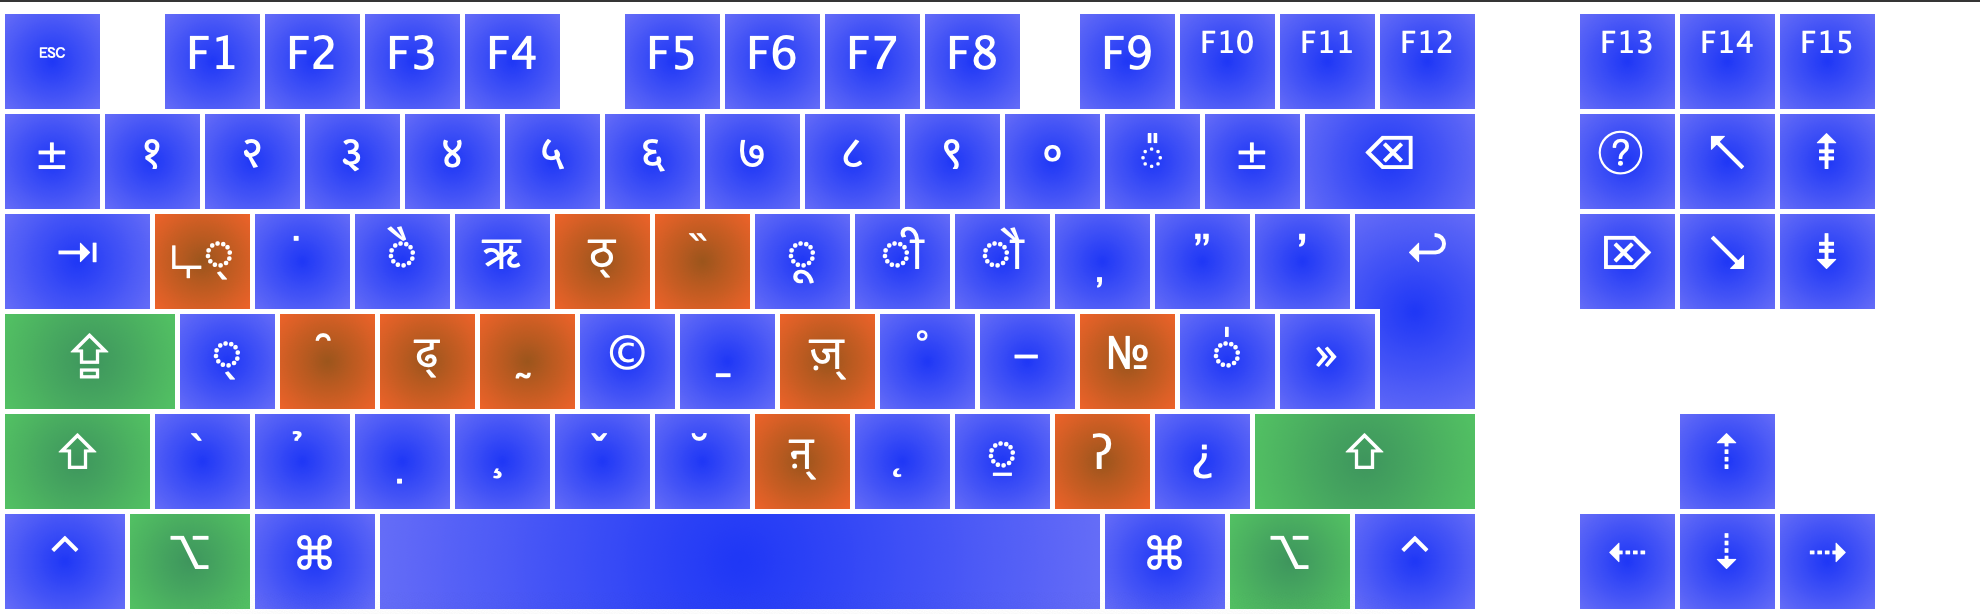 ESC F1 F2 F3 F4 F5 F6 F7 F8 F9 F10 F11 F12 F13 F14 F15
± १ २ ३ ४ ५ ६ ७ ८ ९ ० ◌̎ ± ⌫ ? ↖ ⇞
⇥ ˙ ◌ॆ ऋ ठ् ˵ ◌ू ◌ी ◌ौ , ” ’ ↩ ⌦ ↘ ⇟
⇪ ◌् ̑ ढ् ˷ © ˍ ज़् ° – № ◌॑ »
⇧ ` ̉ . ¸ ˇ ˘ ऩ् ◌॒ ʔ ¿ ⇧ ⇡
^ ⌥ ⌘ ⌘ ⌥ ^ ⇠ ⇣ ⇢